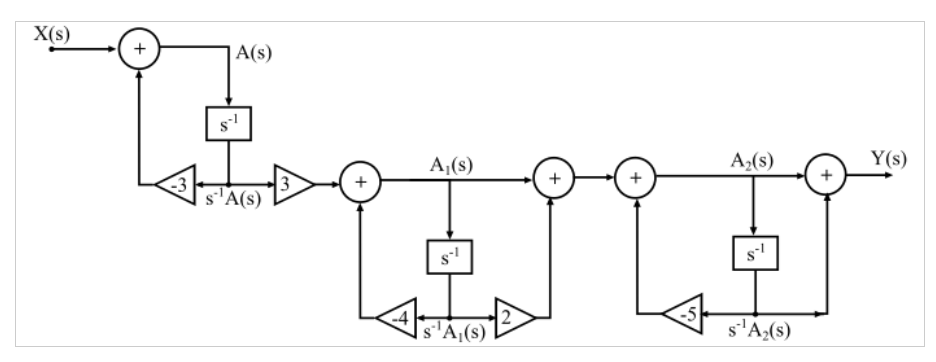 X(s)
+
A(s)
s⁻¹
-3
s⁻¹A(s)
3
+
A₁(s)
+
+
A₂(s)
+
Y(s)
s⁻¹
s⁻¹
-4
s⁻¹A₁(s)
2
-5
s⁻¹A₂(s)